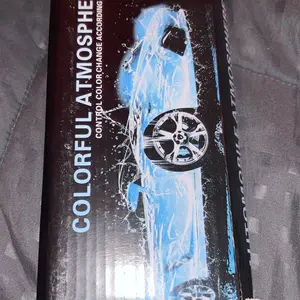 COLORFUL ATMOSPHE
CONTROL COLOR CHANGE ACCORDING